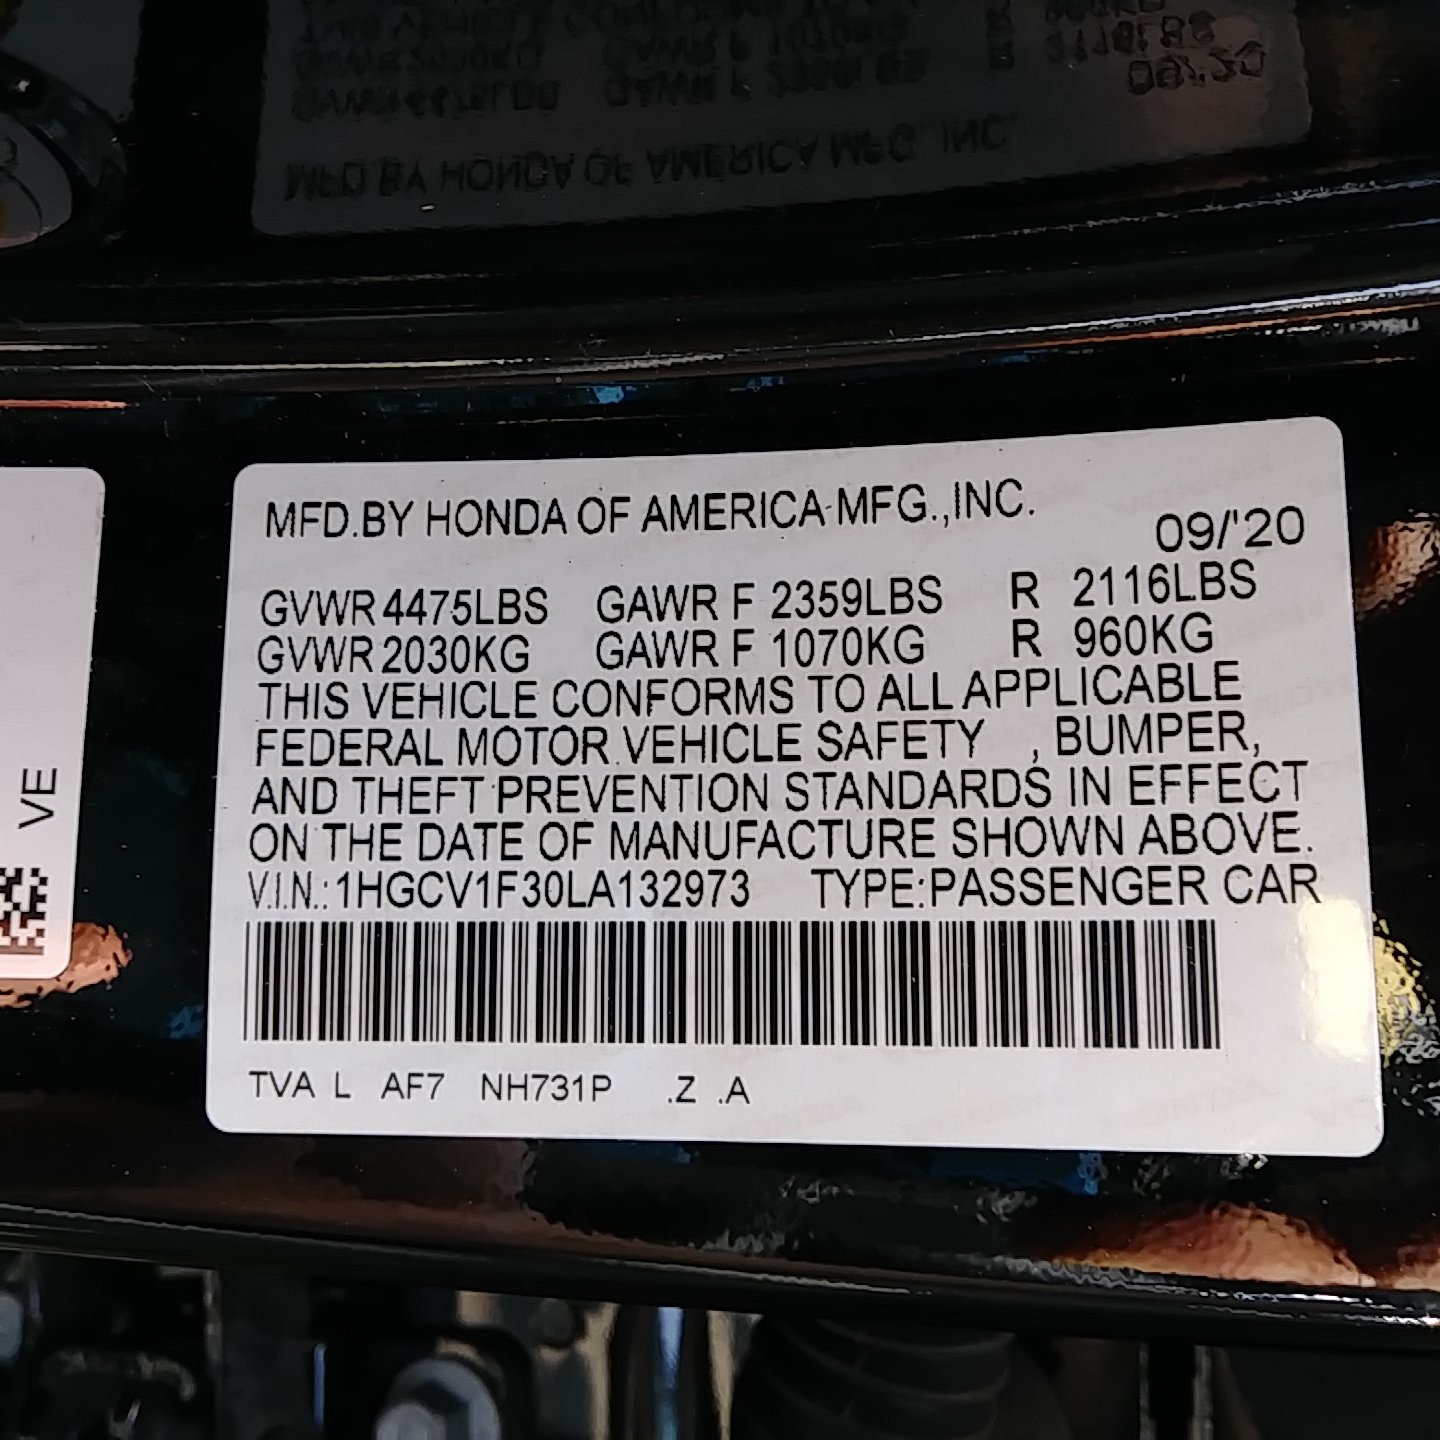 MFD.BY HONDA OF AMERICA MFG.,INC.
09/'20
GVWR 4475LBS GAWR F 2359LBS R 2116LBS
GVWR 2030KG GAWR F 1070KG R 960KG
THIS VEHICLE CONFORMS TO ALL APPLICABLE
FEDERAL MOTOR VEHICLE SAFETY , BUMPER,
AND THEFT PREVENTION STANDARDS IN EFFECT
ON THE DATE OF MANUFACTURE SHOWN ABOVE.
V.I.N.: 1HGCV1F30LA132973 TYPE:PASSENGER CAR
TVA L AF7 NH731P .Z .A
VE